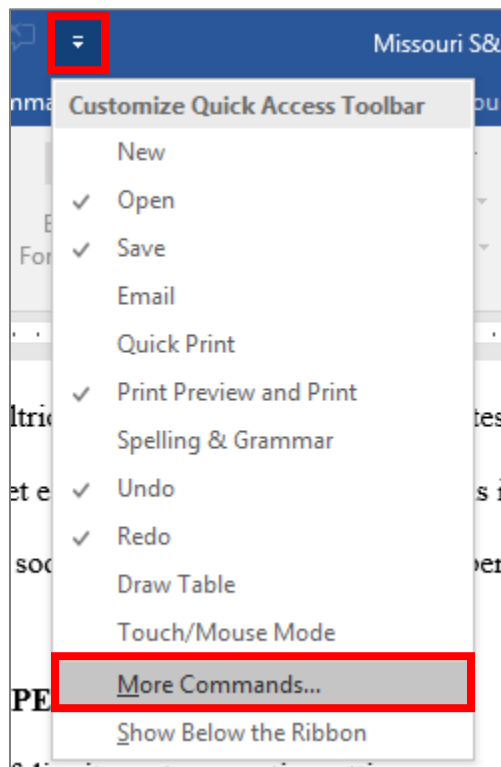 Missouri S&
Customize Quick Access Toolbar
New
Open
Save
Email
Quick Print
Print Preview and Print
Spelling & Grammar
Undo
Redo
Draw Table
Touch/Mouse Mode
More Commands...
Show Below the Ribbon